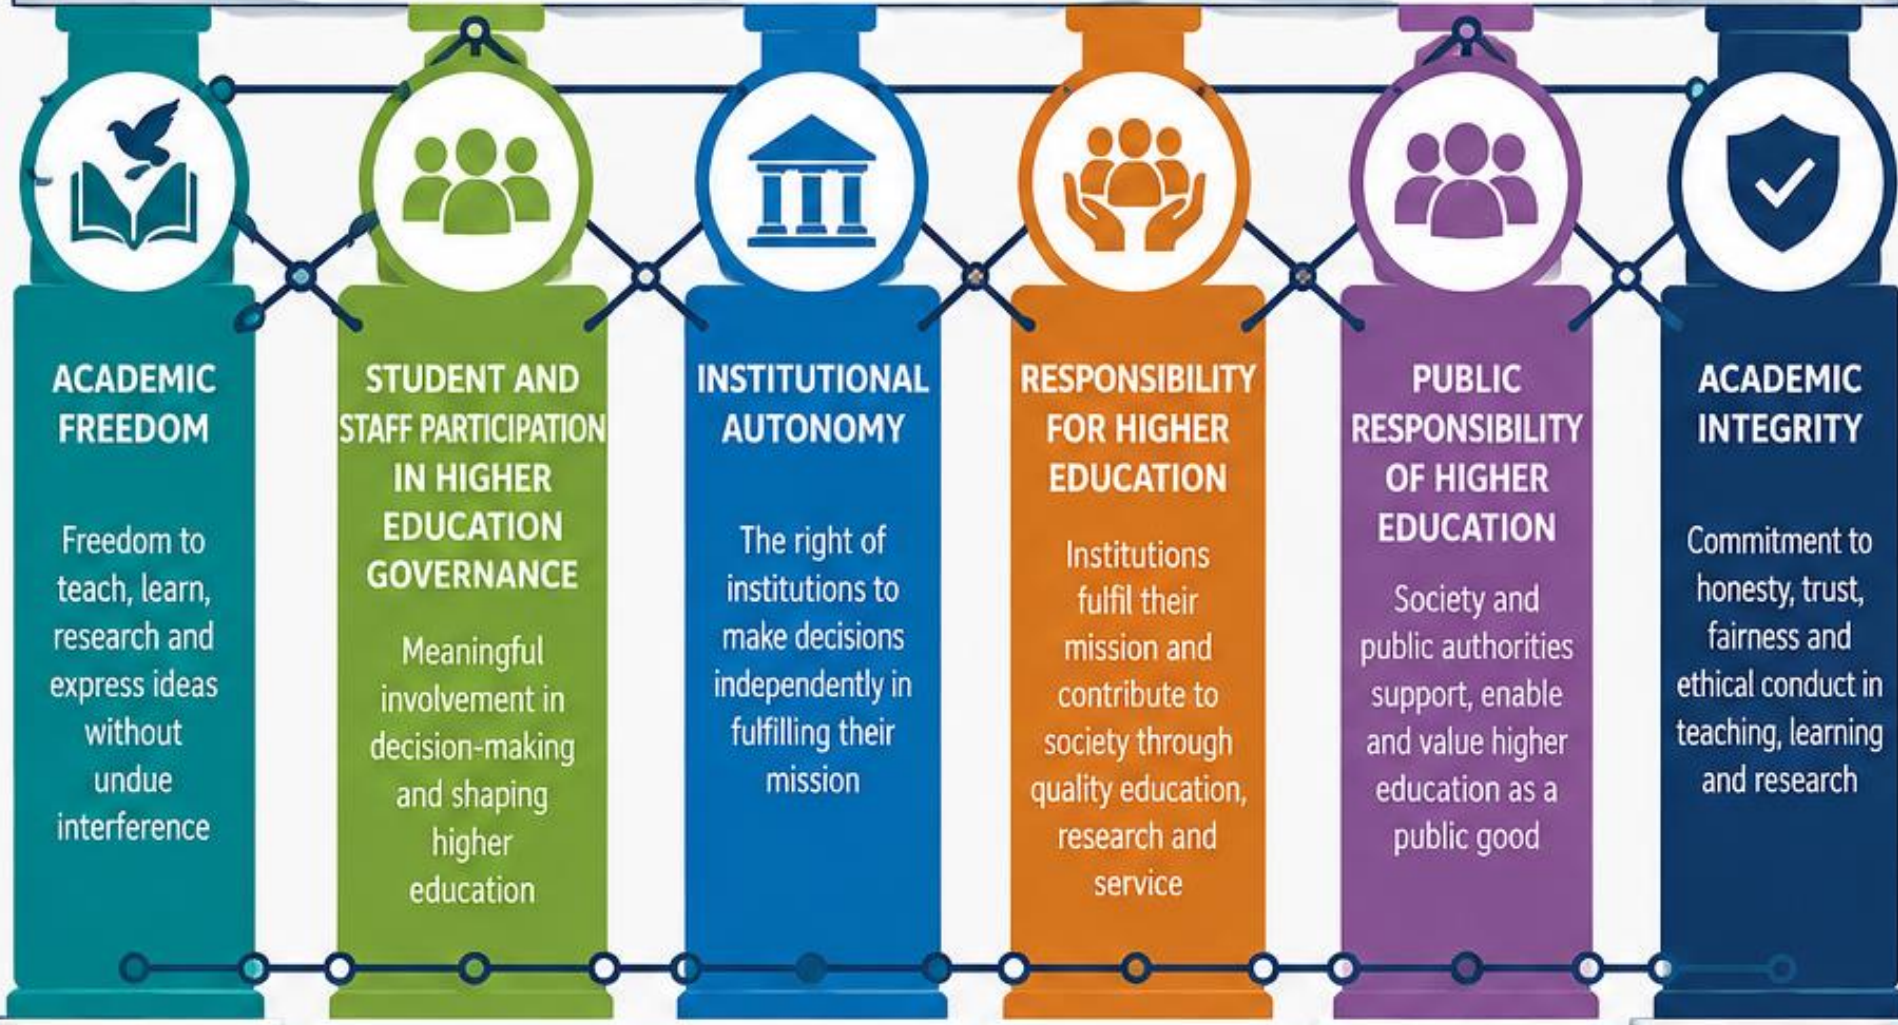 ACADEMIC
FREEDOM
Freedom to
teach, learn,
research and
express ideas
without
undue
interference
STUDENT AND
STAFF PARTICIPATION
IN HIGHER
EDUCATION
GOVERNANCE
Meaningful
involvement in
decision-making
and shaping
higher
education
INSTITUTIONAL
AUTONOMY
The right of
institutions to
make decisions
independently in
fulfilling their
mission
RESPONSIBILITY
FOR HIGHER
EDUCATION
Institutions
fulfil their
mission and
contribute to
society through
quality education,
research and
service
PUBLIC
RESPONSIBILITY
OF HIGHER
EDUCATION
Society and
public authorities
support, enable
and value higher
education as a
public good
ACADEMIC
INTEGRITY
Commitment to
honesty, trust,
fairness and
ethical conduct in
teaching, learning
and research